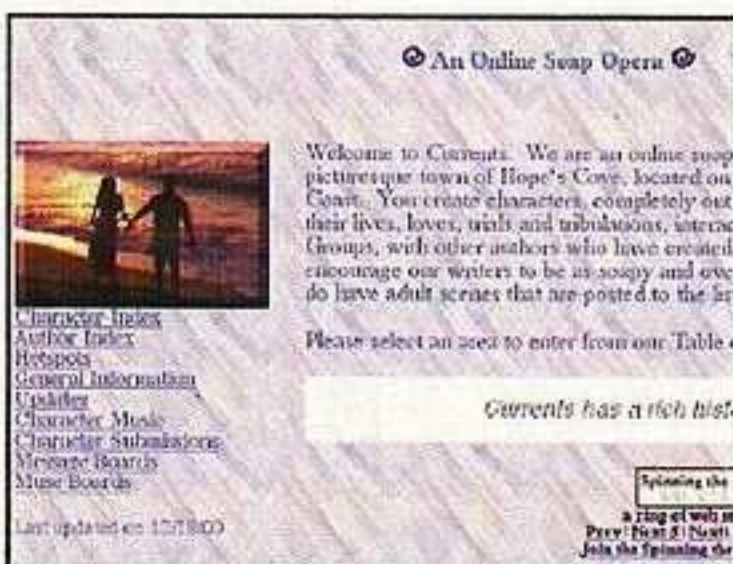 An Online Soap Opera
Welcome to Currents. We are an online soap
picturesque town of Hope's Cove, located on
Coast. You create characters, completely out
their lives, loves, trials and tribulations, interac
Groups, with other authors who have created
encourage our writers to be as soapy and ove
do have adult scenes that are posted to the
Please select an area to enter from our Table
Character Index
Author Index
Hotspots
General Information
Updates
Character Music
Character Submissions
Message Boards
Muse Boards
Last updated on
Currents has a rich hist
Spinning the
a ring of web
Prev | Next 5 | Next
Join the Spinning the